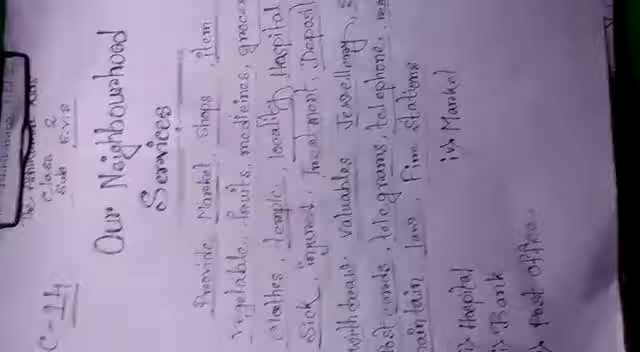 Class 2
C-14 Sub E.V.S
Our Neighbourhood
Services
Provide, Market, Shops, Item
Vegetable, fruits, medicines, grocer
Clothes, temple, locality, Hospital
Sick, injured, Treatment, Deposit
withdraw, valuables Jewellery,
Post cards, telegrams, telephone,
maintain law, Fire stations
i) Hospital iv) Market
) Bank
) Post Office